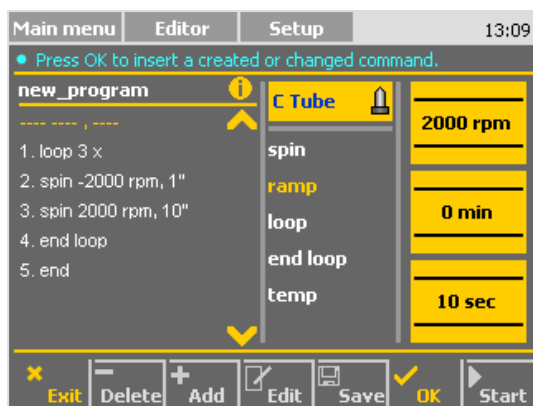 Main menu Editor Setup 13:09
• Press OK to insert a created or changed command.
new_program i
---- ---- , ----
1. loop 3 x
2. spin -2000 rpm, 1"
3. spin 2000 rpm, 10"
4. end loop
5. end
C Tube
spin
ramp
loop
end loop
temp
2000 rpm
0 min
10 sec
Exit Delete Add Edit Save OK Start